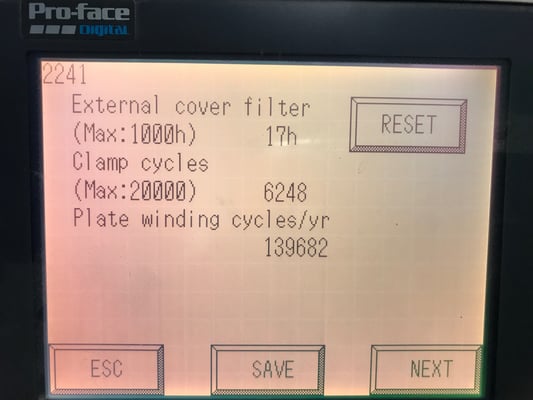 Pro-face
Digital
2241
External cover filter
(Max:1000h) 17h
RESET
Clamp cycles
(Max:20000) 6248
Plate winding cycles/yr
139682
ESC SAVE NEXT